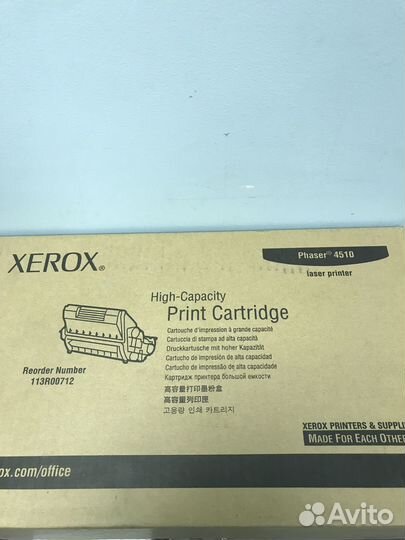 XEROX®
Phaser® 4510
laser printer
High-Capacity
Print Cartridge
Cartouche d'impression à grande capacité
Cartuccia di stampa ad alta capacità
Druckkartusche mit hoher Kapazität
Cartucho de impresión de alta capacidad
Cartucho de impressão de alta capacidade
Картридж принтера большой емкости
高容量打印墨粉盒
高容量列印匣
고용량 인쇄 카트리지
Reorder Number
113R00712
XEROX PRINTERS & SUPPLI
MADE FOR EACH OTHER
ox.com/office
Avito